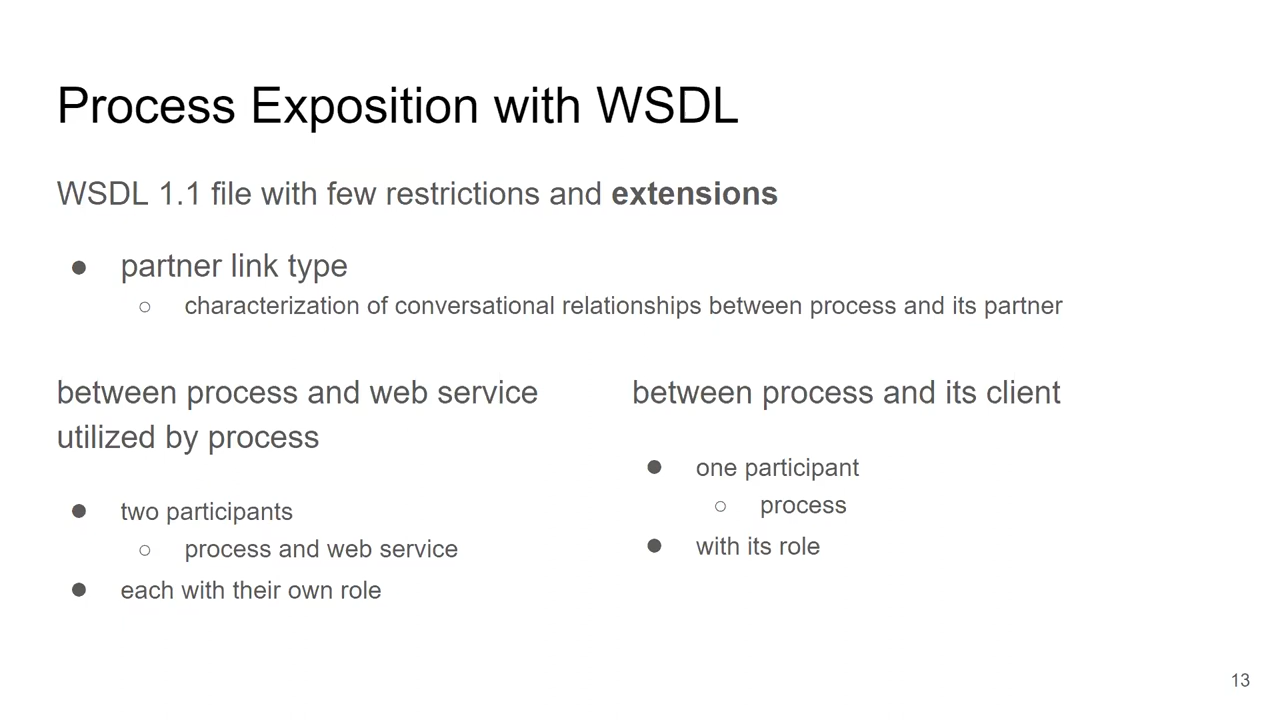 Process Exposition with WSDL
WSDL 1.1 file with few restrictions and extensions
● partner link type
○ characterization of conversational relationships between process and its partner
between process and web service
utilized by process
● two participants
○ process and web service
● each with their own role
between process and its client
● one participant
○ process
● with its role
13